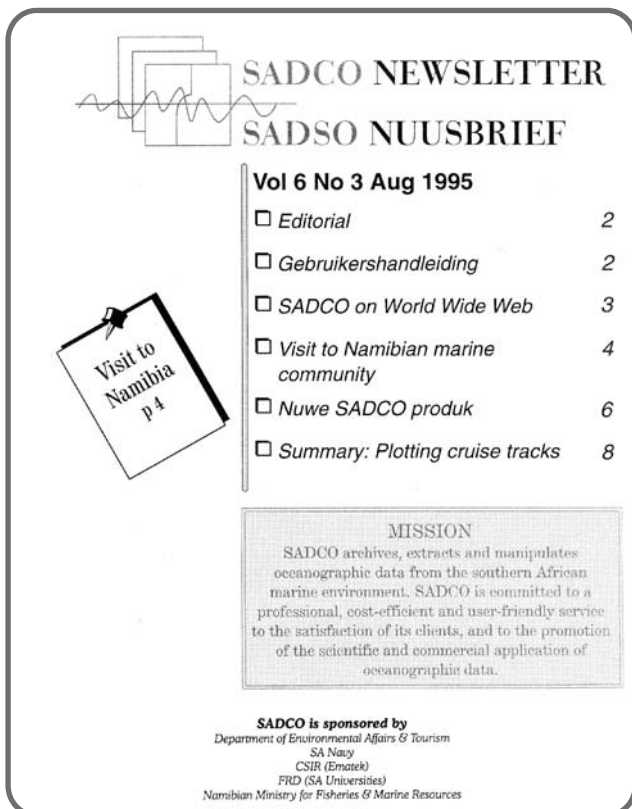 SADCO NEWSLETTER
SADSO NUUSBRIEF
Vol 6 No 3 Aug 1995
Editorial 2
Gebruikershandleiding 2
SADCO on World Wide Web 3
Visit to Namibian marine 4
community
Nuwe SADCO produk 6
Summary: Plotting cruise tracks 8
Visit to
Namibia
p 4
MISSION
SADCO archives, extracts and manipulates
oceanographic data from the southern African
marine environment. SADCO is committed to a
professional, cost-efficient and user-friendly service
to the satisfaction of its clients, and to the promotion
of the scientific and commercial application of
oceanographic data.
SADCO is sponsored by
Department of Environmental Affairs & Tourism
SA Navy
CSIR (Ematek)
FRD (SA Universities)
Namibian Ministry for Fisheries & Marine Resources